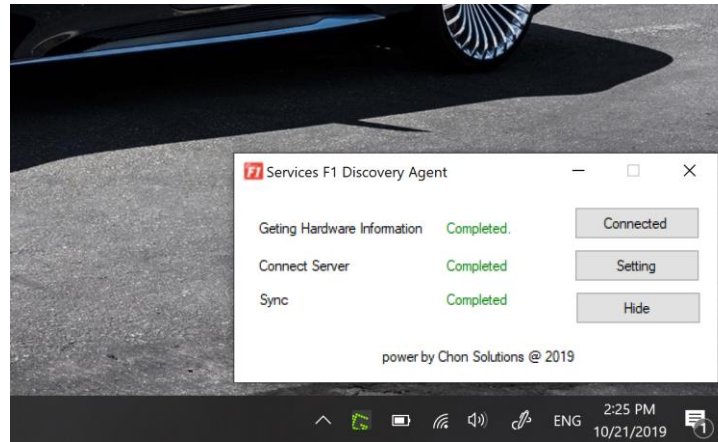 F1 Services F1 Discovery Agent
Geting Hardware Information Completed. Connected
Connect Server Completed Setting
Sync Completed Hide
power by Chon Solutions @ 2019
ENG 2:25 PM
10/21/2019 1